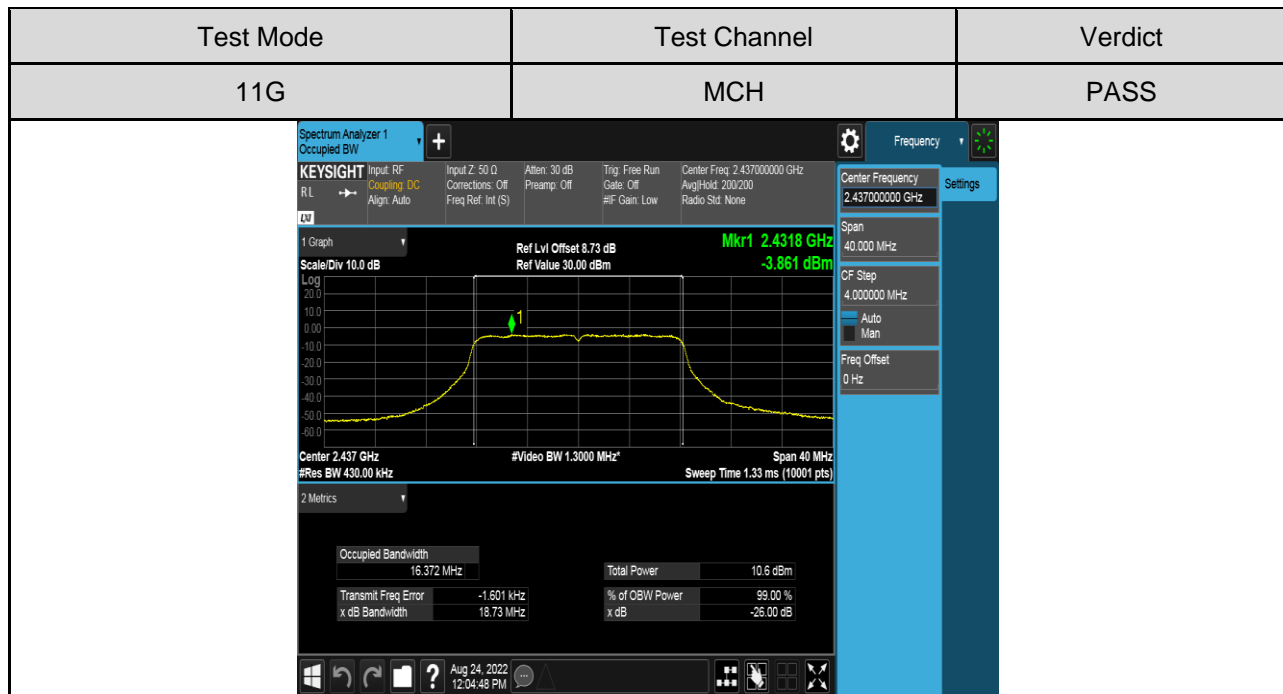 Test Mode Test Channel Verdict
11G MCH PASS
Spectrum Analyzer 1
Occupied BW
+
Frequency
KEYSIGHT Input: RF Input Z: 50 Ω Atten: 30 dB Trig: Free Run Center Freq: 2.437000000 GHz
RL Coupling: DC Corrections: Off Preamp: Off Gate: Off Avg|Hold: 200/200
Align: Auto Freq Ref: Int (S) #IF Gain: Low Radio Std: None
LXI
Center Frequency
2.437000000 GHz
Settings
Span
40.000 MHz
CF Step
4.000000 MHz
Auto
Man
Freq Offset
0 Hz
1 Graph Ref Lvl Offset 8.73 dB Mkr1 2.4318 GHz
Scale/Div 10.0 dB Ref Value 30.00 dBm -3.861 dBm
Log
20.0
10.0
1
0.00
-10.0
-20.0
-30.0
-40.0
-50.0
-60.0
Center 2.437 GHz #Video BW 1.3000 MHz* Span 40 MHz
#Res BW 430.00 kHz Sweep Time 1.33 ms (10001 pts)
2 Metrics
Occupied Bandwidth
16.372 MHz Total Power 10.6 dBm
Transmit Freq Error -1.601 kHz % of OBW Power 99.00 %
x dB Bandwidth 18.73 MHz x dB -26.00 dB
? Aug 24, 2022
12:04:48 PM